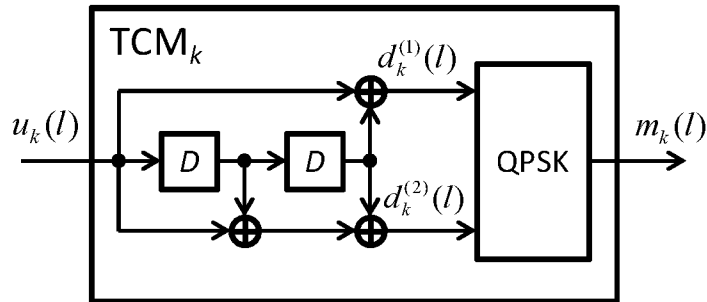 TCM_k
d_k^{(1)}(l)
u_k(l)
m_k(l)
D
D
QPSK
d_k^{(2)}(l)